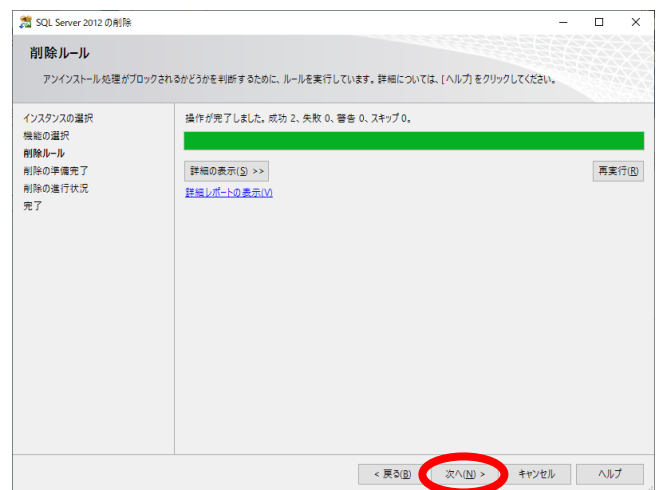 SQL Server 2012 の削除
削除ルール
アンインストール処理がブロックされるかどうかを判断するために、ルールを実行しています。詳細については、[ヘルプ] をクリックしてください。
インスタンスの選択
機能の選択
削除ルール
削除の準備完了
削除の進行状況
完了
操作が完了しました。成功 2、失敗 0、警告 0、スキップ 0。
詳細の表示(S) >>
再実行(R)
詳細レポートの表示(V)
< 戻る(B)
次へ(N) >
キャンセル
ヘルプ